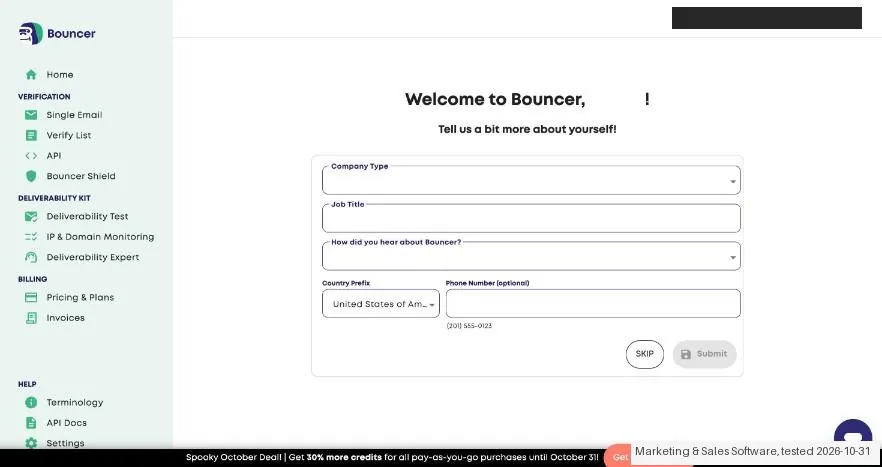 Bouncer
Home
VERIFICATION
Single Email
Verify List
API
Bouncer Shield
DELIVERABILITY KIT
Deliverability Test
IP & Domain Monitoring
Deliverability Expert
BILLING
Pricing & Plans
Invoices
HELP
Terminology
API Docs
Settings
Welcome to Bouncer, !
Tell us a bit more about yourself!
Company Type
Job Title
How did you hear about Bouncer?
Country Prefix
Phone Number (optional)
United States of Am...
(201) 555-0123
SKIP
Submit
Spooky October Deal! | Get 30% more credits for all pay-as-you-go purchases until October 31!
Get
Marketing & Sales Software, tested 2026-10-31